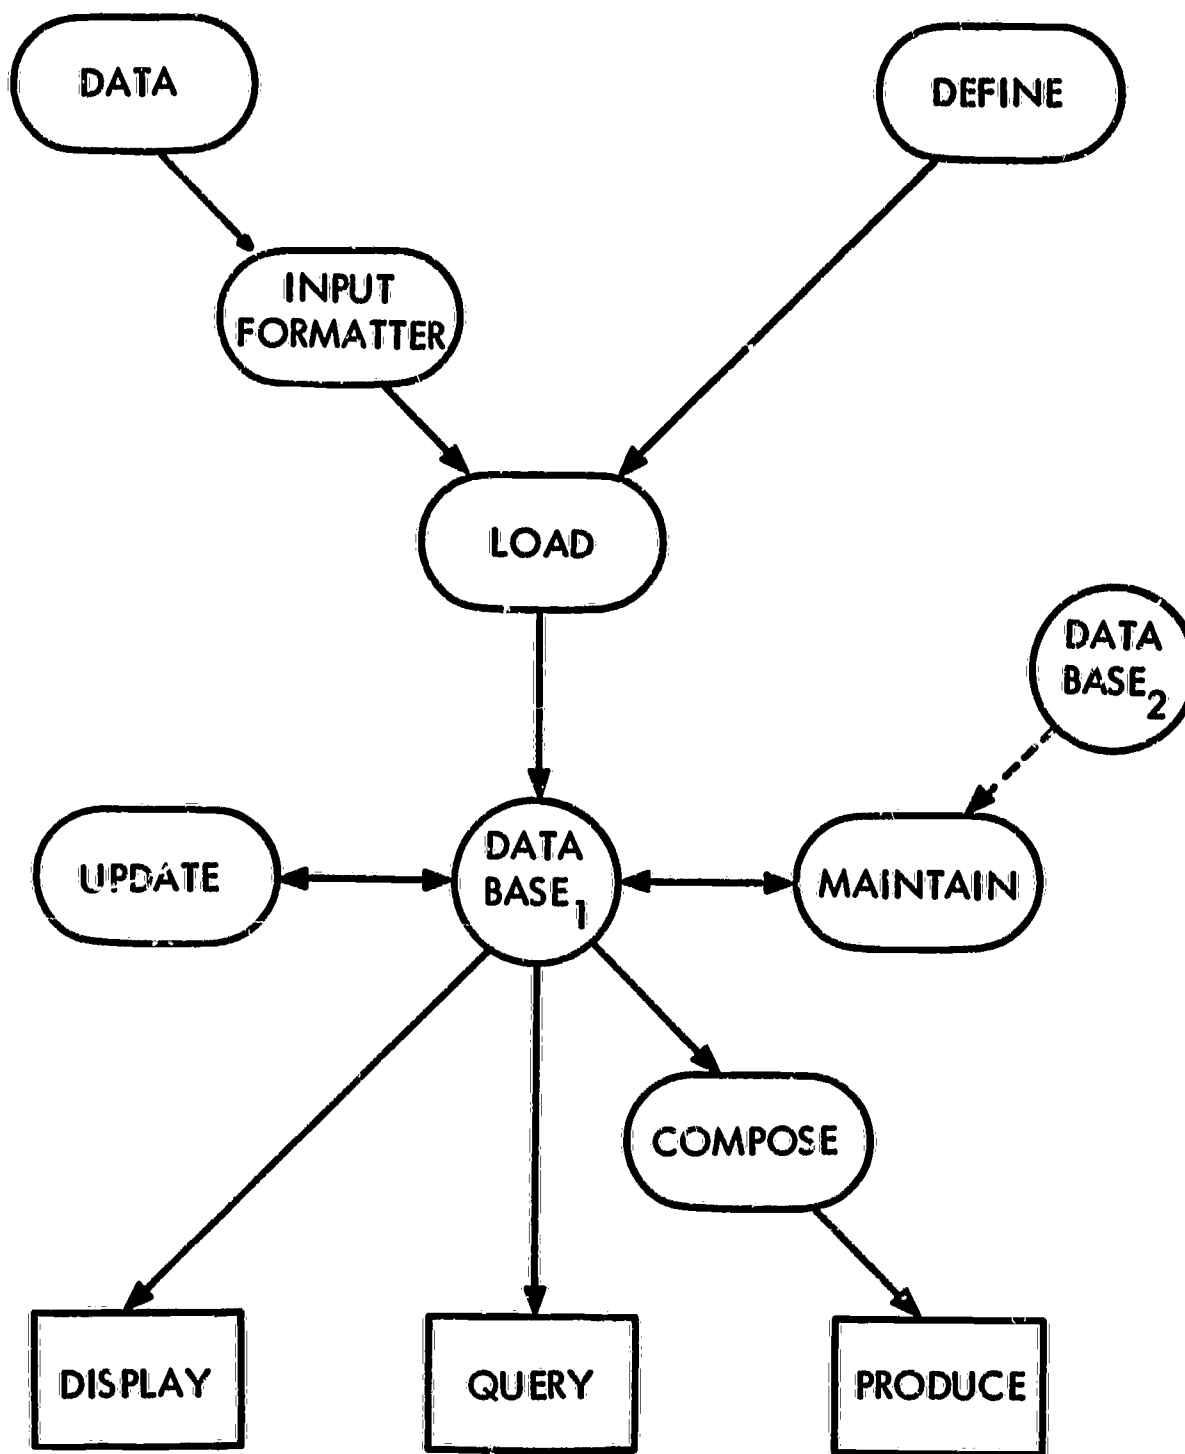 DATA
DEFINE
INPUT
FORMATTER
LOAD
DATA
BASE2
UPDATE
DATA
BASE1
MAINTAIN
COMPOSE
DISPLAY
QUERY
PRODUCE